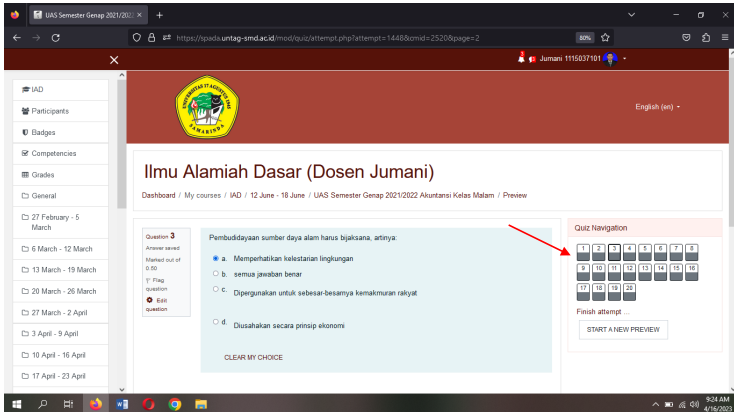 UAS Semester Genap 2021/202
https://spada.untag-smd.ac.id/mod/quiz/attempt.php?attempt=1448&cmid=2520&page=2
80%
Jumani 1115037101
IAD
Participants
Badges
Competencies
Grades
General
27 February - 5
March
6 March - 12 March
13 March - 19 March
20 March - 26 March
27 March - 2 April
3 April - 9 April
10 April - 16 April
17 April - 23 April
SAMARINDA
English (en)
Ilmu Alamiah Dasar (Dosen Jumani)
Dashboard / My courses / IAD / 12 June - 18 June / UAS Semester Genap 2021/2022 Akuntansi Kelas Malam / Preview
Question 3
Answer saved
Marked out of
0.50
Flag
question
Edit
question
Pembudidayaan sumber daya alam harus bijaksana, artinya:
a. Memperhatikan kelestarian lingkungan
b. semua jawaban benar
c. Dipergunakan untuk sebesar-besarnya kemakmuran rakyat
d. Diusahakan secara prinsip ekonomi
CLEAR MY CHOICE
Quiz Navigation
1 2 3 4 5 6 7 8
9 10 11 12 13 14 15 16
17 18 19 20
Finish attempt ...
START A NEW PREVIEW
9:24 AM
4/16/2023